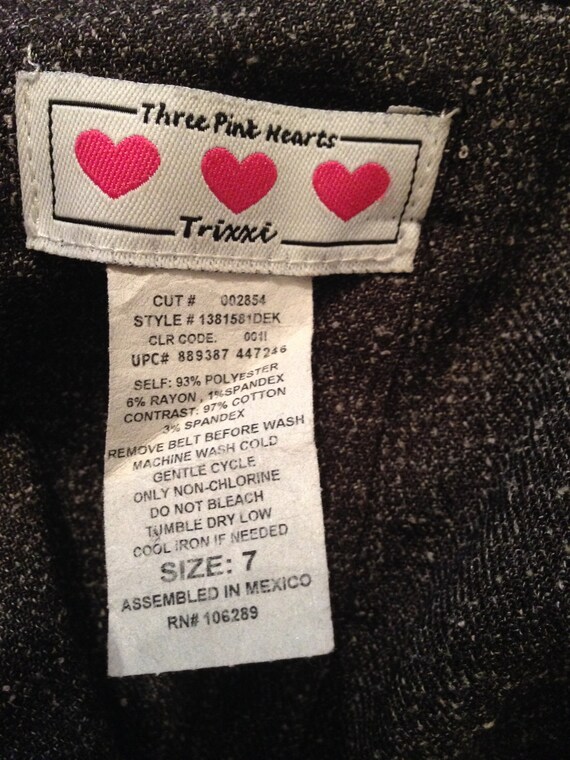 Three Pink Hearts
Trixxi
CUT # 002854
STYLE # 1381581DEK
CLR CODE: 001I
UPC# 889387 447246
SELF: 93% POLYESTER
6% RAYON , 1% SPANDEX
CONTRAST: 97% COTTON
3% SPANDEX
REMOVE BELT BEFORE WASH
MACHINE WASH COLD
GENTLE CYCLE
ONLY NON-CHLORINE
DO NOT BLEACH
TUMBLE DRY LOW
COOL IRON IF NEEDED
SIZE: 7
ASSEMBLED IN MEXICO
RN# 106289